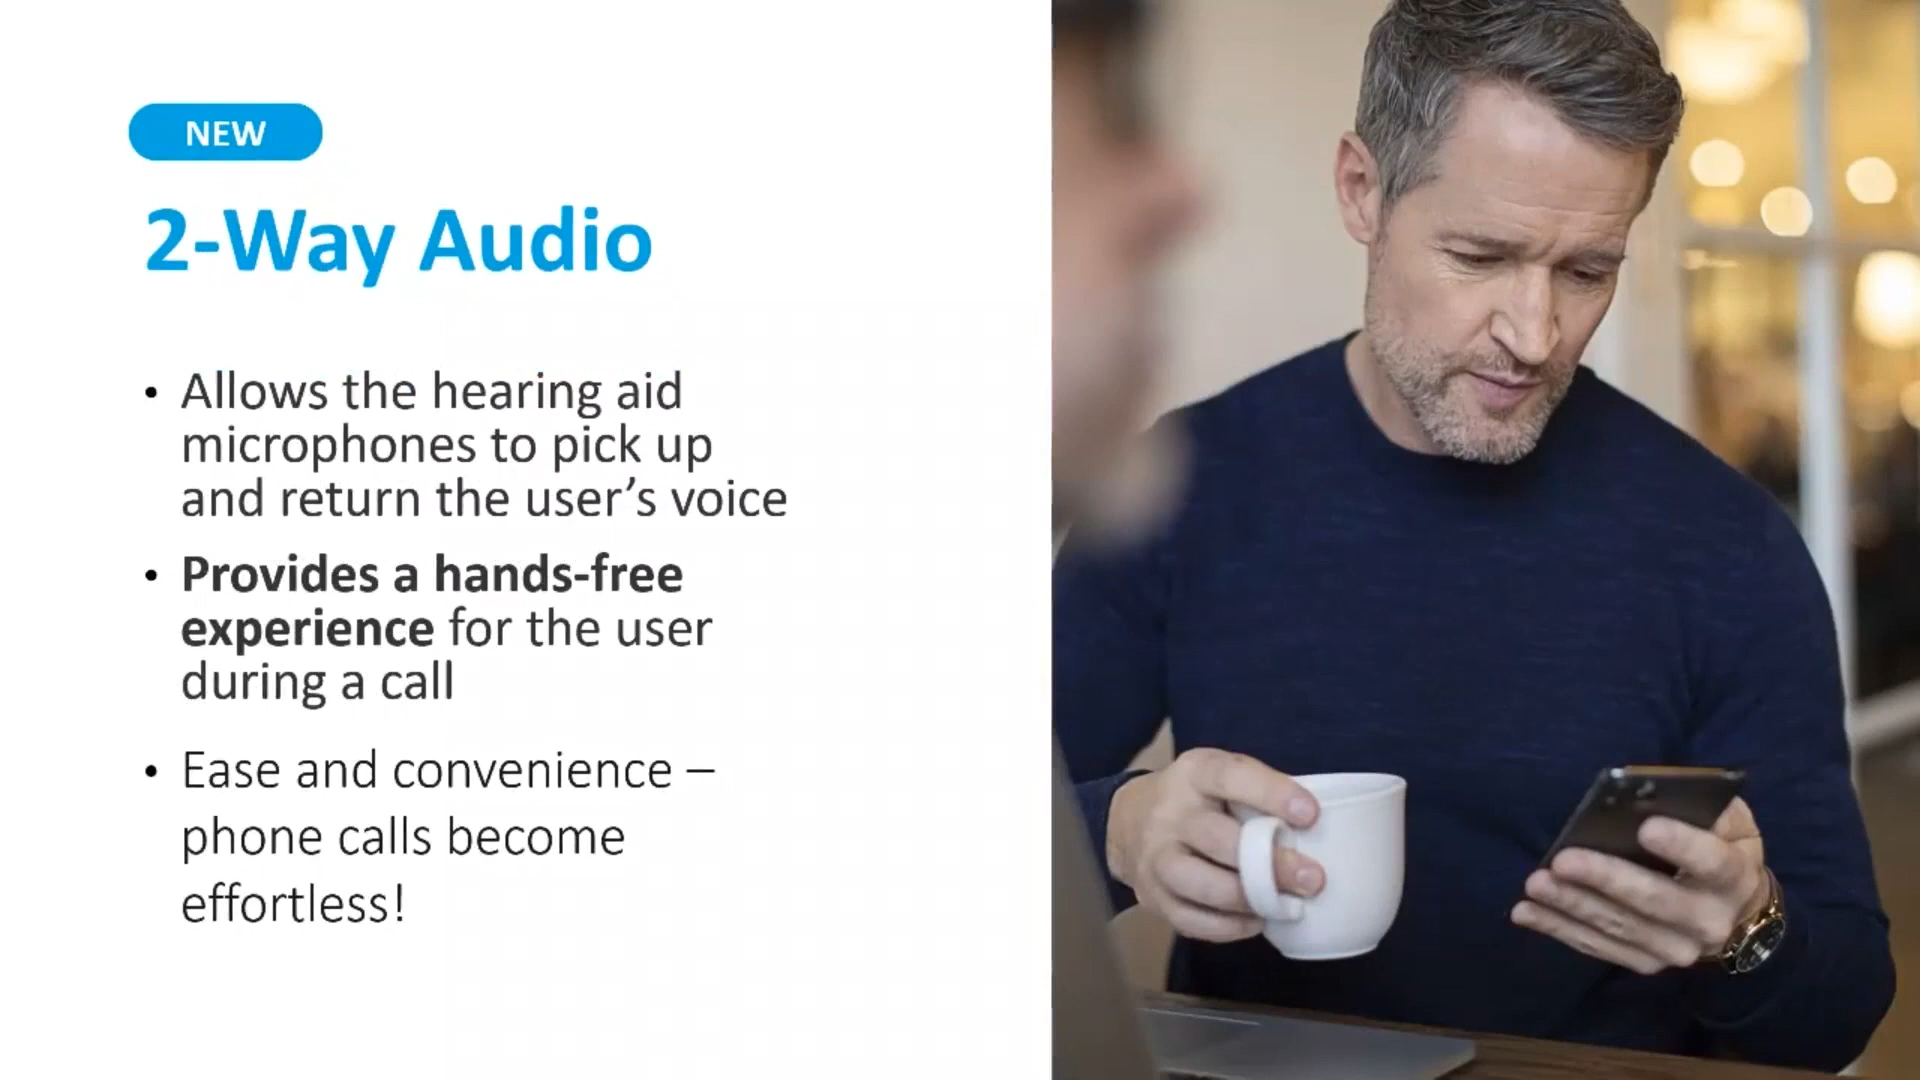 NEW
2-Way Audio
• Allows the hearing aid
microphones to pick up
and return the user’s voice
• Provides a hands-free
experience for the user
during a call
• Ease and convenience –
phone calls become
effortless!